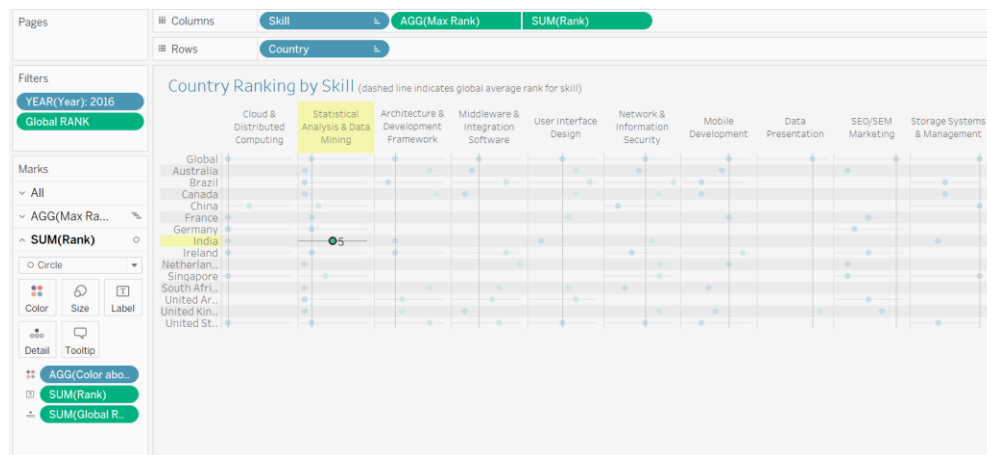 Pages
Columns
Skill
AGG(Max Rank)
SUM(Rank)
Rows
Country
Filters
YEAR(Year): 2016
Global RANK
Marks
All
AGG(Max Ra...
SUM(Rank)
Circle
Color
Size
Label
Detail
Tooltip
AGG(Color abo..
SUM(Rank)
SUM(Global R..
Country Ranking by Skill (dashed line indicates global average rank for skill)
Cloud &
Distributed
Computing
Statistical
Analysis & Data
Mining
Architecture &
Development
Framework
Middleware &
Integration
Software
User Interface
Design
Network &
Information
Security
Mobile
Development
Data
Presentation
SEO/SEM
Marketing
Storage Systems
& Management
Global
Australia
Brazil
Canada
China
France
Germany
India
5
Ireland
Netherlan..
Singapore
South Afri..
United Ar..
United Kin..
United St..